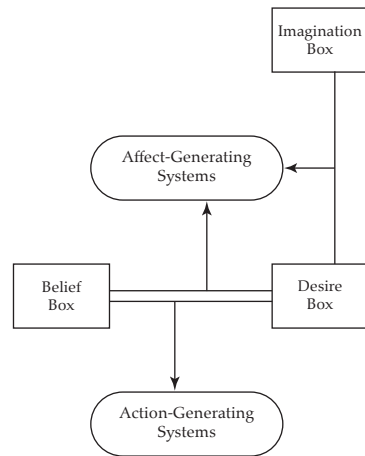 Imagination
Box
Affect-Generating
Systems
Belief
Box
Desire
Box
Action-Generating
Systems